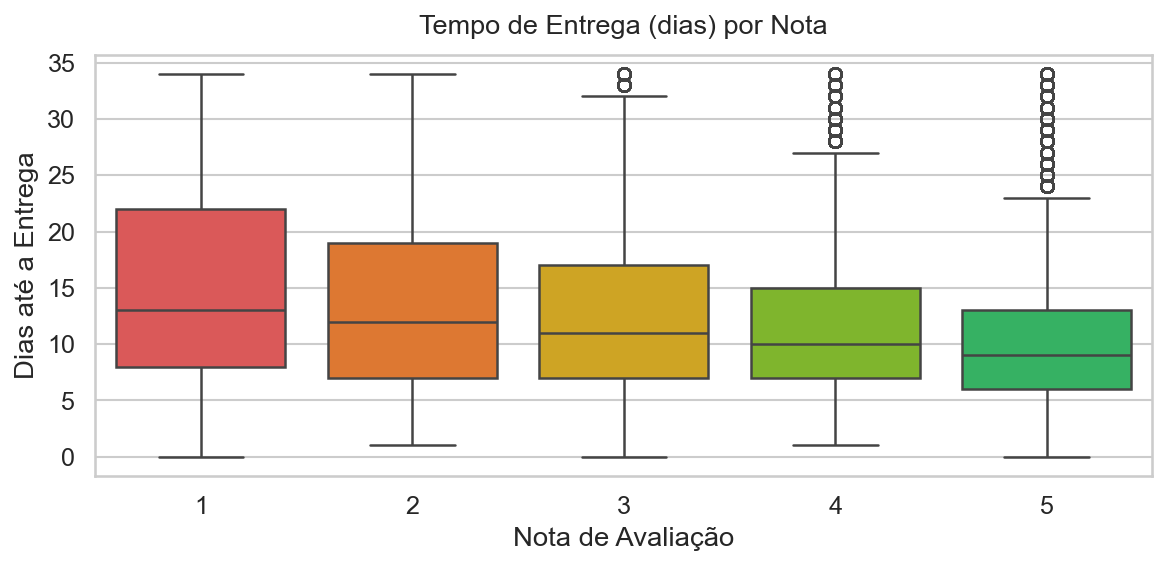 Tempo de Entrega (dias) por Nota
Dias até a Entrega
35
30
25
20
15
10
5
0
1 2 3 4 5
Nota de Avaliação